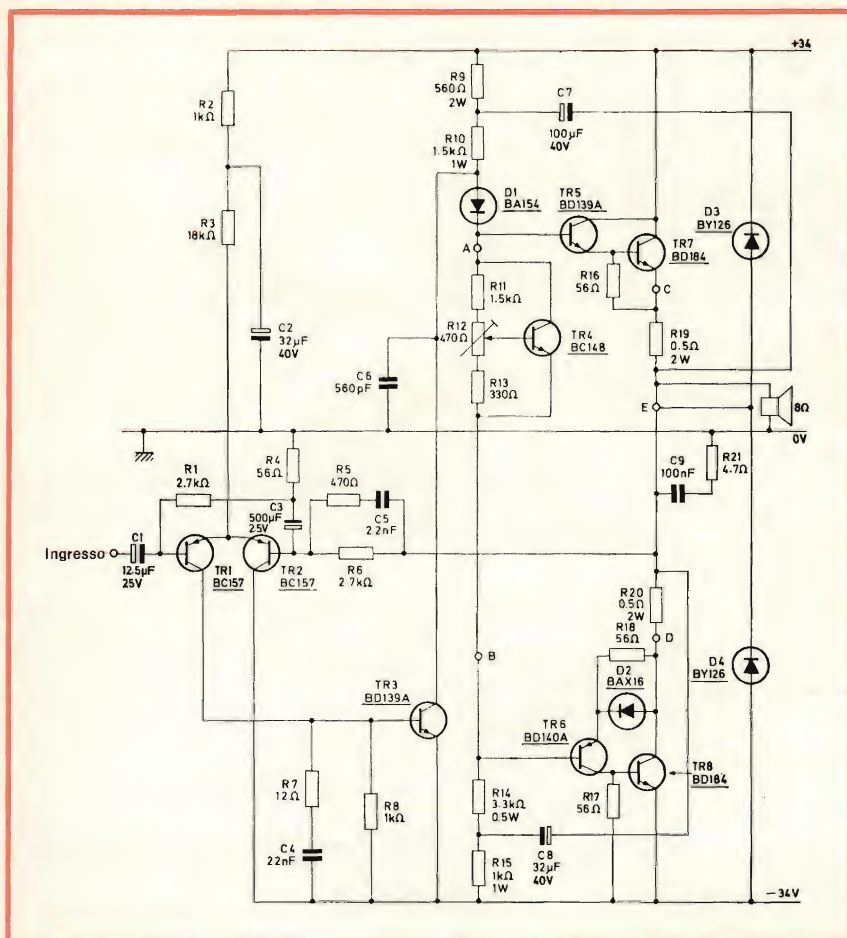 +34
R9
560Ω
2W
C7
100µF
40V
R2
1kΩ
R10
1.5kΩ
1W
D1
BA154
TR5
BD139A
D3
BY126
R3
18kΩ
A
TR7
BD184
R16
56Ω
C
R11
1.5kΩ
R12
470Ω
TR4
BC148
R19
0.5Ω
2W
C2
32µF
40V
C6
560pF
R13
330Ω
E
8Ω
0V
R4
56Ω
C9
100nF
R21
4.7Ω
R1
2.7kΩ
R5
470Ω
C3
500µF
25V
C5
22nF
Ingresso
C1
12.5µF
25V
TR1
BC157
TR2
BC157
R6
2.7kΩ
R20
0.5Ω
2W
R18
56Ω
D
B
D2
BAX16
D4
BY126
TR3
BD139A
TR6
BD140A
TR8
BD184
R7
12Ω
R8
1kΩ
R14
3.3kΩ
0.5W
R17
56Ω
C4
22nF
C8
32µF
40V
R15
1kΩ
1W
−34V